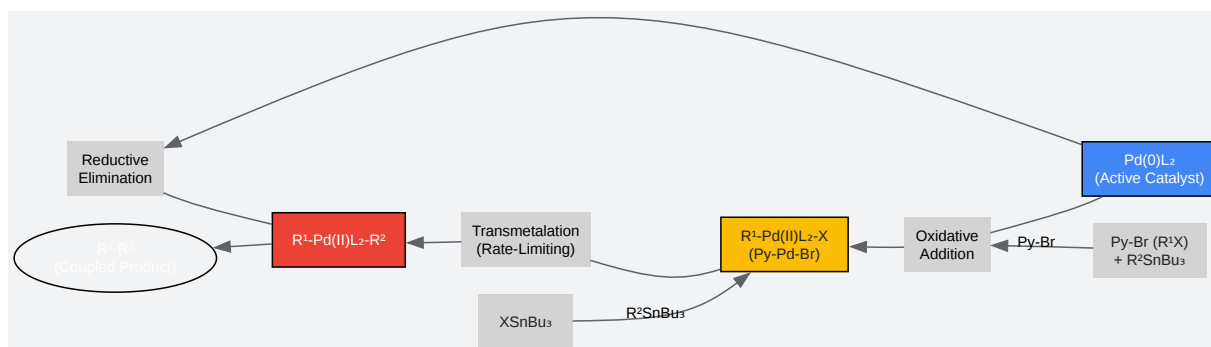 Reductive
Elimination
R¹-R²
(Coupled Product)
R¹-Pd(II)L₂-R²
Transmetalation
(Rate-Limiting)
XSnBu₃
R²SnBu₃
R¹-Pd(II)L₂-X
(Py-Pd-Br)
Oxidative
Addition
Py-Br
Pd(0)L₂
(Active Catalyst)
Py-Br (R¹X)
+ R²SnBu₃